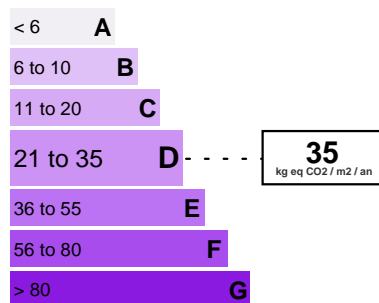 < 6 A
6 to 10 B
11 to 20 C
21 to 35 D
35
kg eq CO2 / m2 / an
36 to 55 E
56 to 80 F
> 80 G